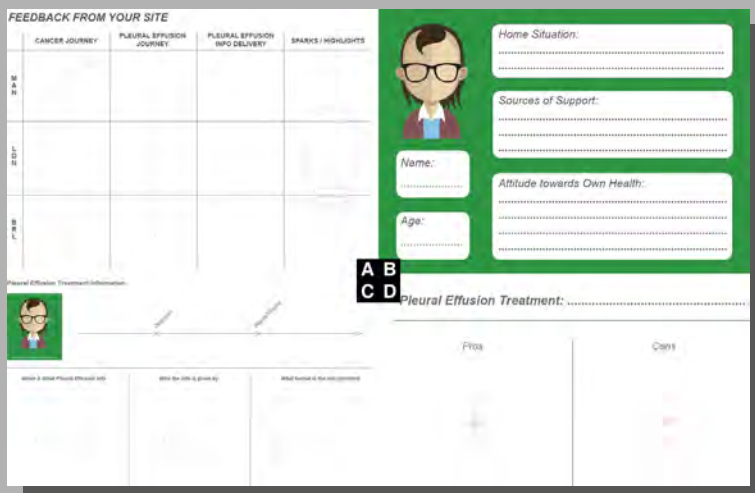 FEEDBACK FROM YOUR SITE
CANCER JOURNEY
PLEURAL EFFUSION JOURNEY
PLEURAL EFFUSION INFO DELIVERY
SPARKS / HIGHLIGHTS
MAN
LDN
BRL
Home Situation:
Sources of Support:
Attitude towards Own Health:
Name:
Age:
A B
C D
Pleural Effusion Treatment Information
Pleural Effusion Treatment:
Pros
Cons